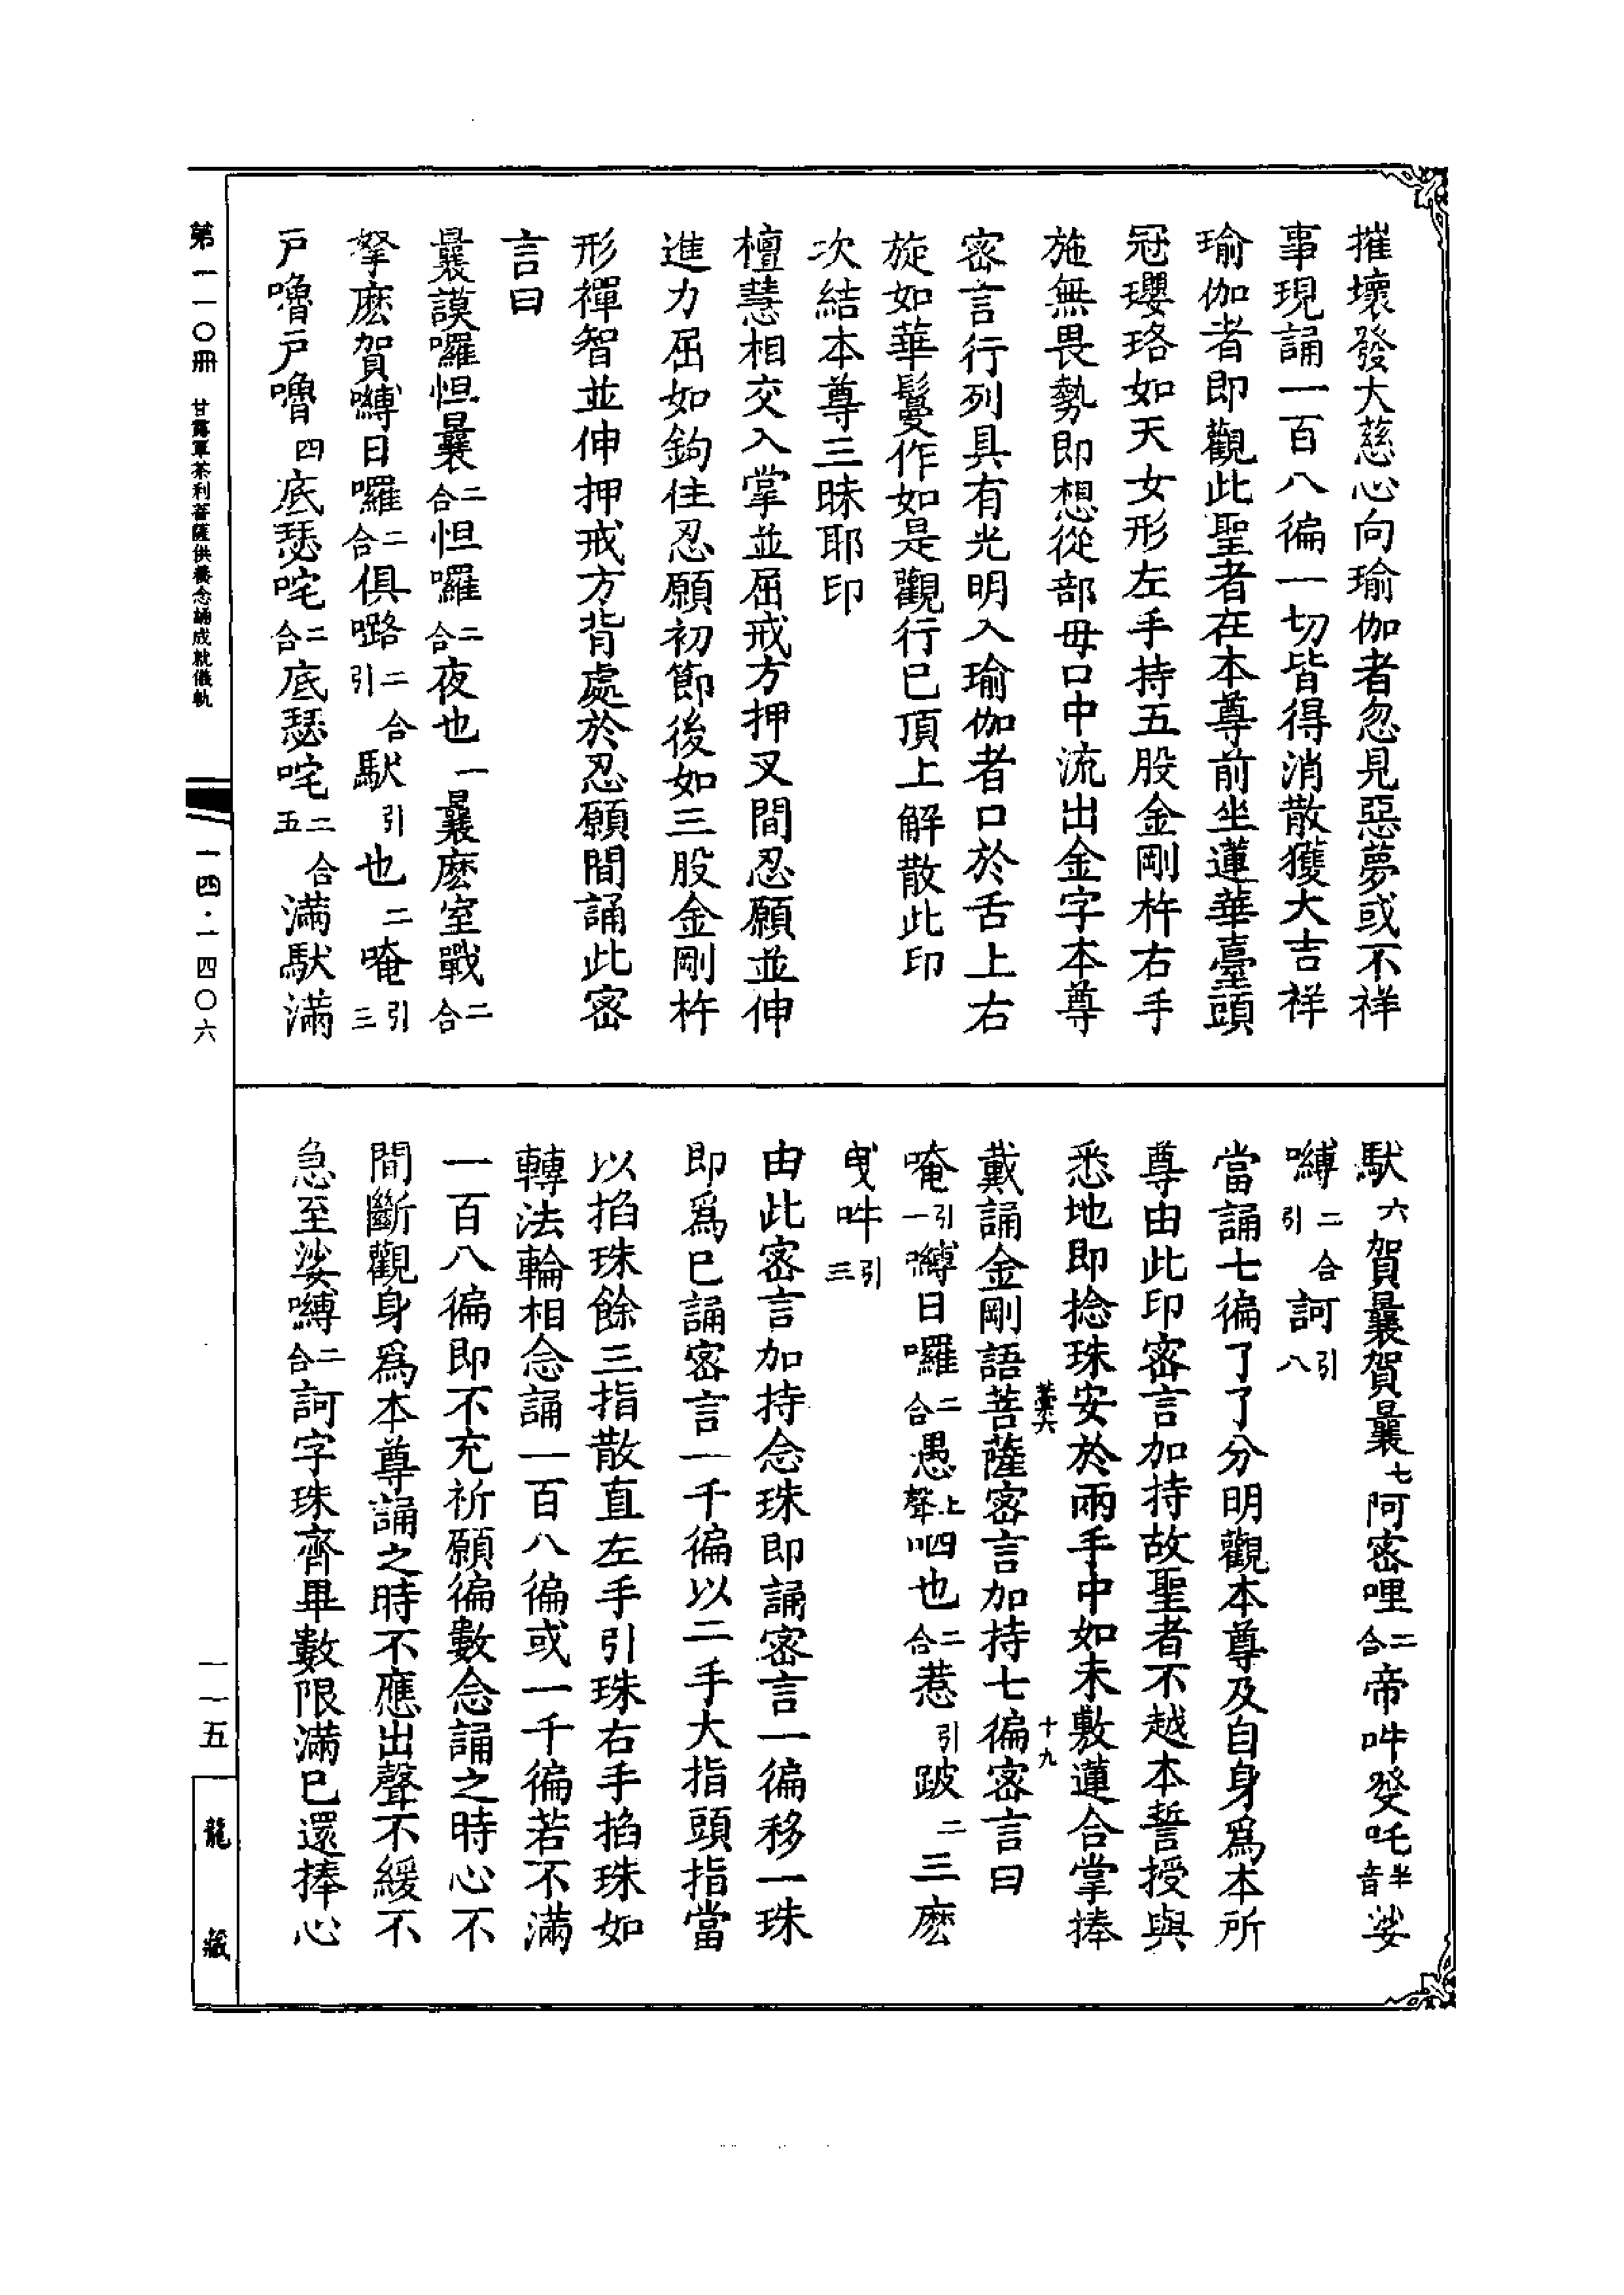 摧壞發大慈心向瑜伽者忽見惡夢或不祥
事現誦一百八徧一切皆得消散獲大吉祥
瑜伽者即觀此聖者在本尊前坐蓮華臺頭
冠瓔珞如天女形左手持五股金剛杵右手
施無畏勢即想從部母口中流出金字本尊
密言行列具有光明入瑜伽者口於舌上右
旋如華鬘作如是觀行已頂上解散此印
次結本尊三昧耶印
檀慧相交入掌並屈戒方押叉間忍願並伸
進力屈如鉤住忍願初節後如三股金剛杵
形禪智並伸押戒方背處於忍願間誦此密
言曰
曩謨囉怛曩二合怛囉二合夜也一曩麼室戰二合
拏麼賀嚩日囉二合俱嚕二合引馱引也二唵引三
戶嚕戶嚕四底瑟吒二合底瑟吒二合五滿馱滿
馱六賀曩賀曩七阿密哩二合帝吽癹吒半音娑
嚩二合引訶引八
當誦七徧了了分明觀本尊及自身為本所
尊由此印密言加持故聖者不越本誓授與
悉地即捻珠安於兩手中如未敷蓮合掌捧
戴誦金剛語菩薩密言加持七徧密言曰
唵引一嚩日囉二合愚上聲呬也二合惹引跛二三麼
曳吽引三
由此密言加持念珠即誦密言一徧移一珠
即為已誦密言一千徧以二手大指頭指當
以掐珠餘三指散直左手引珠右手掐珠如
轉法輪相念誦一百八徧或一千徧若不滿
一百八徧即不充祈願徧數念誦之時心不
間斷觀身為本尊誦之時不應出聲不緩不
急至娑嚩二合訶字珠齊畢數限滿已還捧心
十九
第一一〇冊 甘露軍荼利菩薩供養念誦成就儀軌
一四·一四〇六
一一五
龍藏